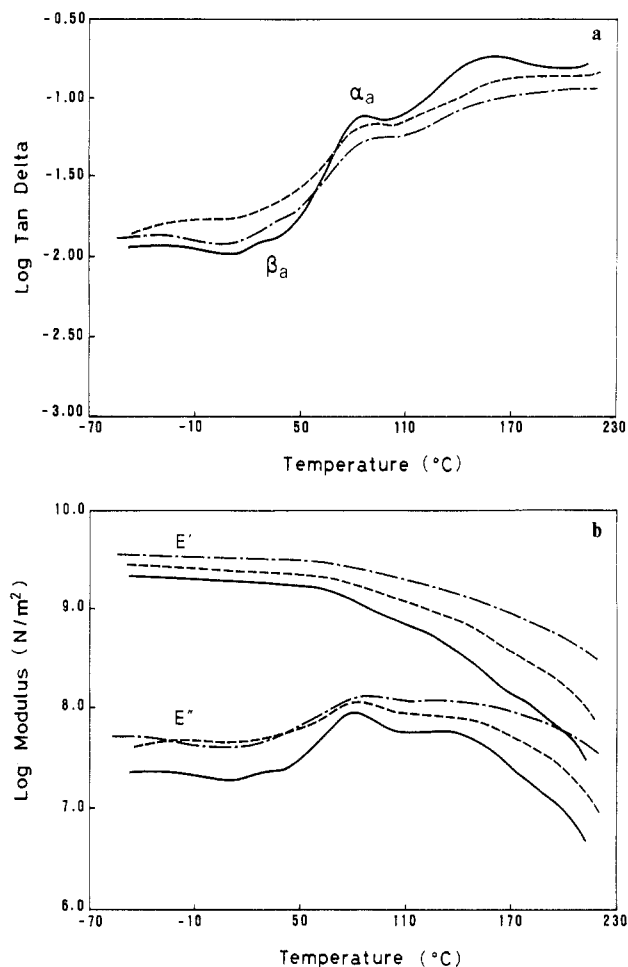 a
-0.50
-1.00
-1.50
-2.00
-2.50
-3.00
Log Tan Delta
αa
βa
-70 -10 50 110 170 230
Temperature (°C)
b
10.0
9.0
8.0
7.0
6.0
Log Modulus (N/m²)
E'
E"
-70 -10 50 110 170 230
Temperature (°C)